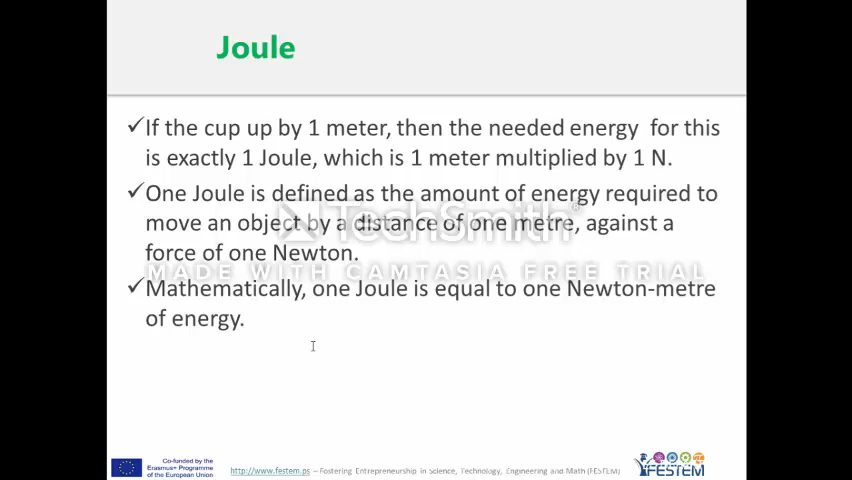 Joule
✓If the cup up by 1 meter, then the needed energy for this
is exactly 1 Joule, which is 1 meter multiplied by 1 N.
✓One Joule is defined as the amount of energy required to
move an object by a distance of one metre, against a
force of one Newton.
✓Mathematically, one Joule is equal to one Newton-metre
of energy.
TechSmith®
MADE WITH CAMTASIA FREE TRIAL
Co-funded by the
Erasmus+ Programme
of the European Union
http://www.festem.ps – Fostering Entrepreneurship in Science, Technology, Engineering and Math (FESTEM)
FESTEM